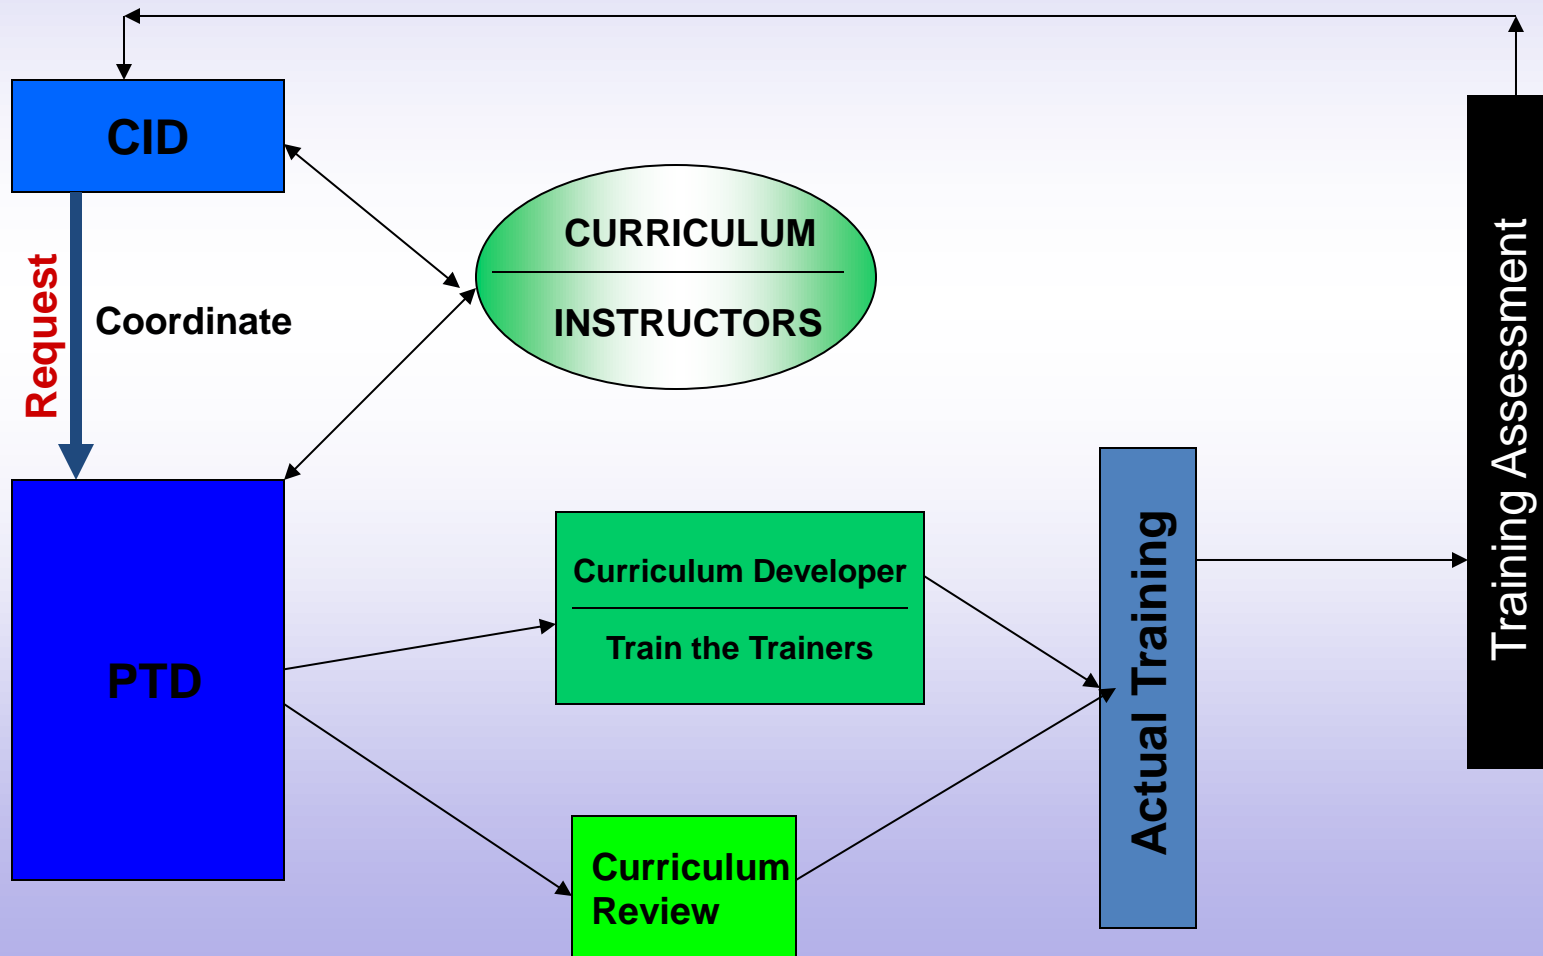 CID
CURRICULUM
INSTRUCTORS
Request
Coordinate
PTD
Curriculum Developer
Train the Trainers
Curriculum
Review
Actual Training
Training Assessment